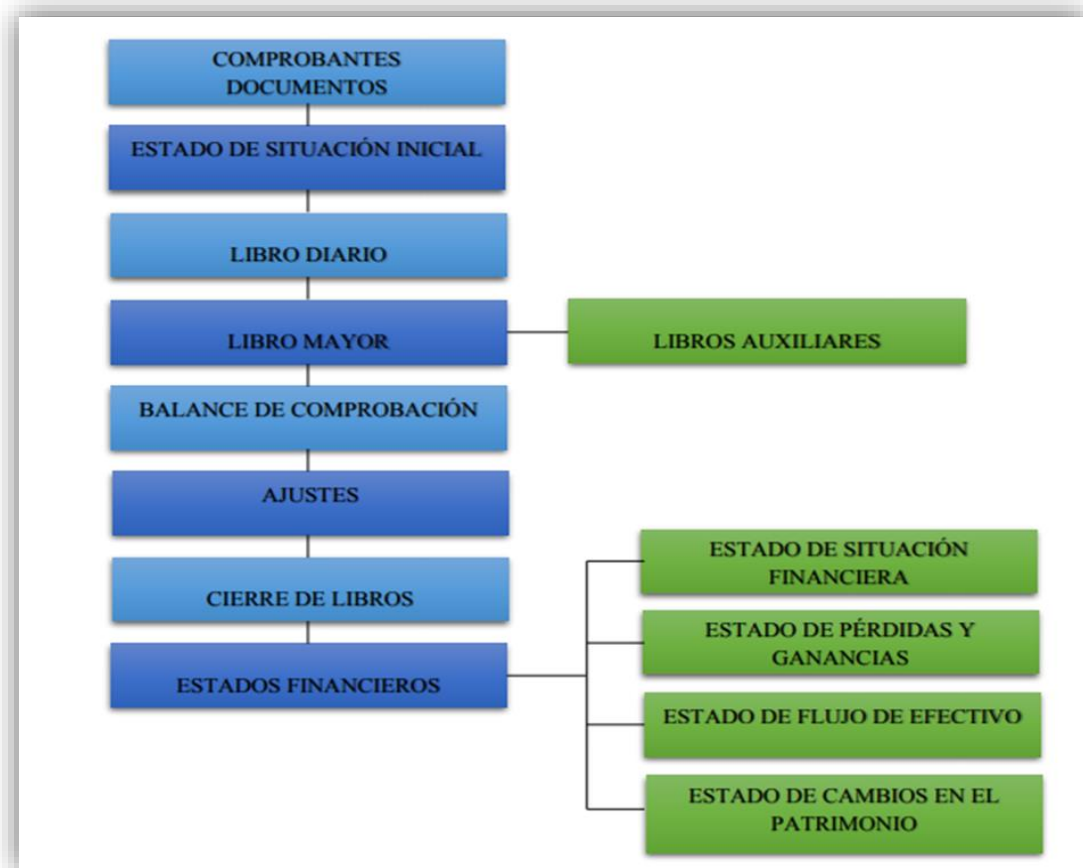 COMPROBANTES
DOCUMENTOS
ESTADO DE SITUACIÓN INICIAL
LIBRO DIARIO
LIBRO MAYOR
LIBROS AUXILIARES
BALANCE DE COMPROBACIÓN
AJUSTES
CIERRE DE LIBROS
ESTADOS FINANCIEROS
ESTADO DE SITUACIÓN
FINANCIERA
ESTADO DE PÉRDIDAS Y
GANANCIAS
ESTADO DE FLUJO DE EFECTIVO
ESTADO DE CAMBIOS EN EL
PATRIMONIO